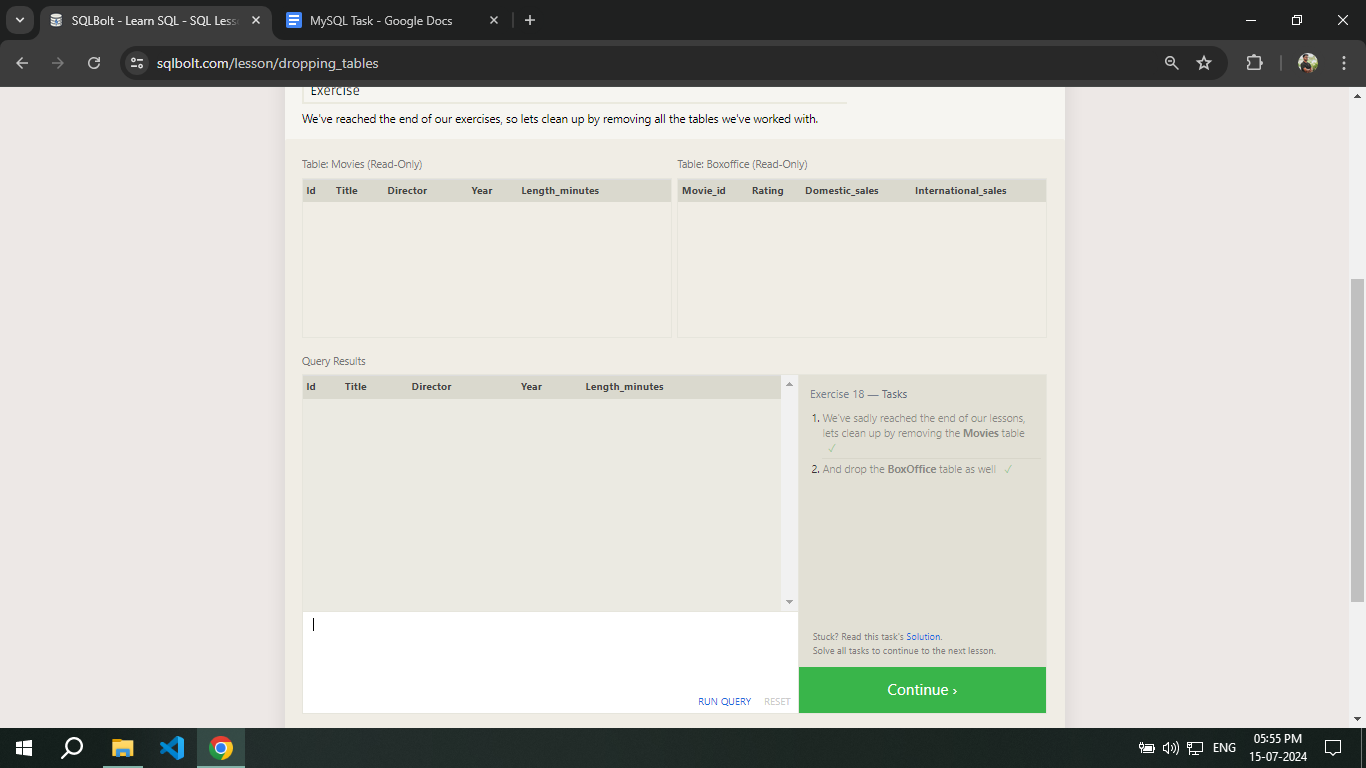 SQLBolt - Learn SQL - SQL Less
MySQL Task - Google Docs
sqlbolt.com/lesson/dropping_tables
Exercise
We've reached the end of our exercises, so lets clean up by removing all the tables we've worked with.
Table: Movies (Read-Only)
Table: Boxoffice (Read-Only)
Id Title Director Year Length_minutes
Movie_id Rating Domestic_sales International_sales
Query Results
Id Title Director Year Length_minutes
Exercise 18 — Tasks
1. We've sadly reached the end of our lessons,
lets clean up by removing the Movies table
✓
2. And drop the BoxOffice table as well ✓
Stuck? Read this task's Solution.
Solve all tasks to continue to the next lesson.
RUN QUERY RESET
Continue ›
ENG
05:55 PM
15-07-2024